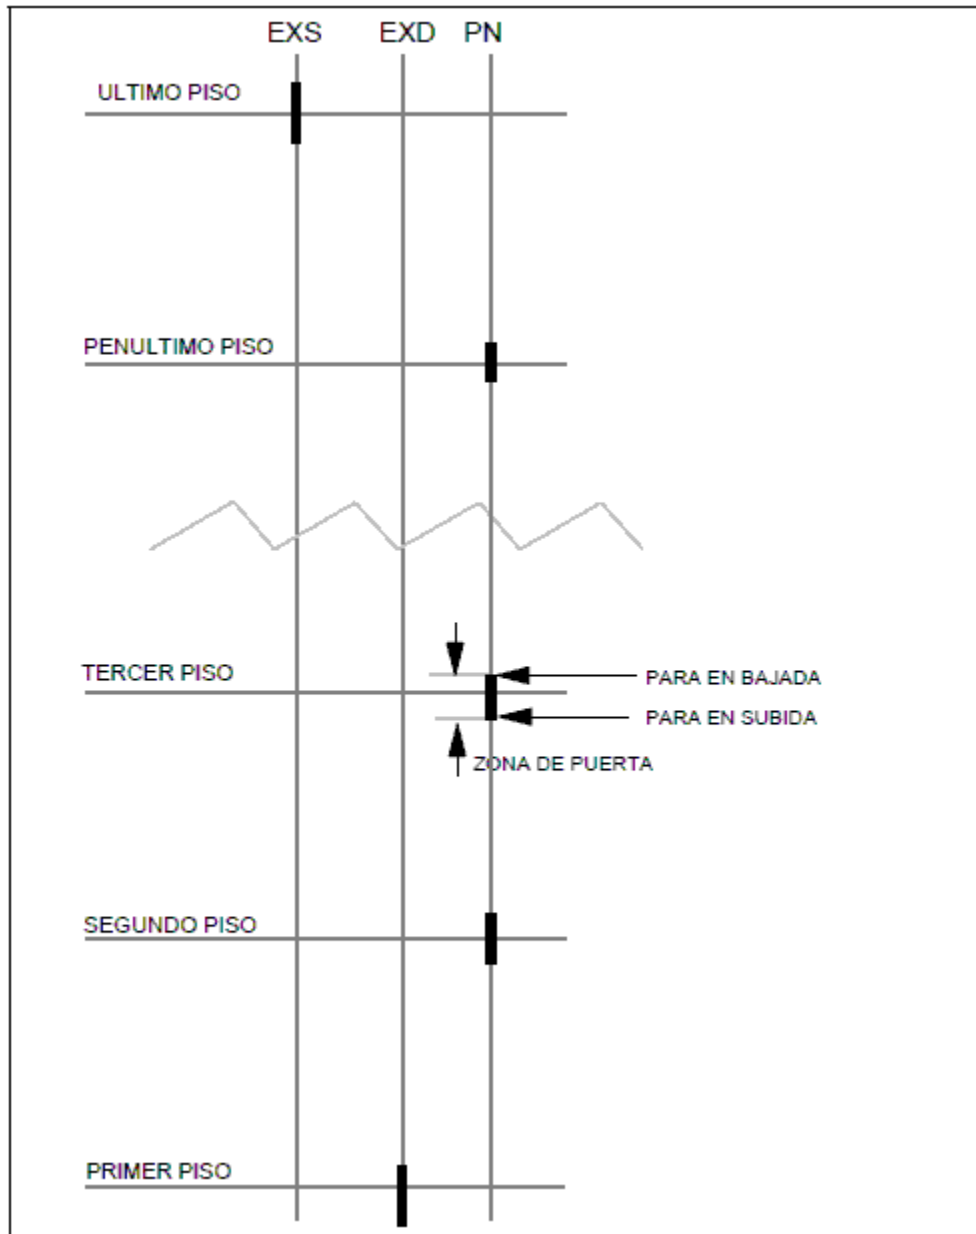 EXS EXD PN
ULTIMO PISO
PENULTIMO PISO
TERCER PISO
PARA EN BAJADA
PARA EN SUBIDA
ZONA DE PUERTA
SEGUNDO PISO
PRIMER PISO